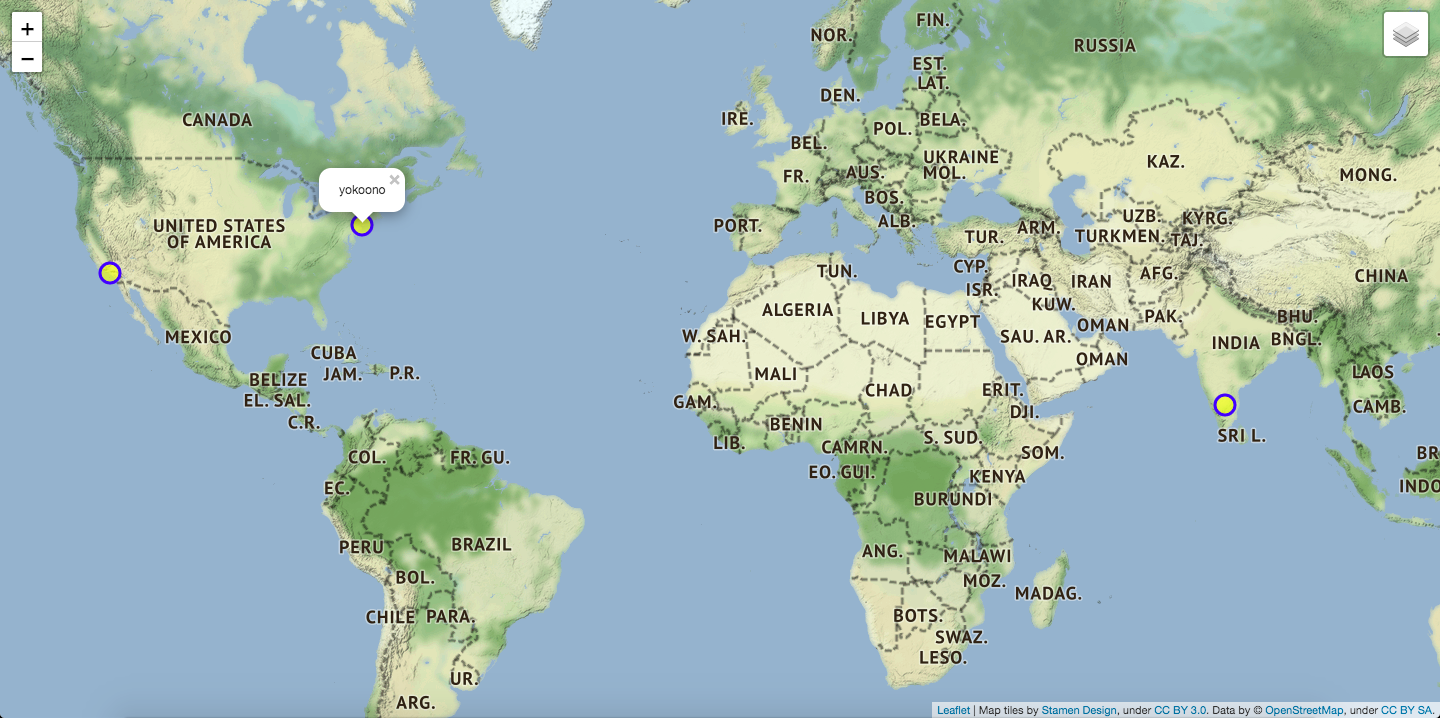 +
−
NOR.
FIN.
RUSSIA
EST.
LAT.
DEN.
CANADA
IRE.
BEL.
POL.
BELA.
UKRAINE
MOL.
KAZ.
MONG.
FR.
AUS.
BOS.
ALB.
yokoono
×
UNITED STATES
OF AMERICA
PORT.
TUR.
ARM.
UZB.
KYRG.
TURKMEN.
TAJ.
CYP.
ISR.
IRAQ
IRAN
AFG.
CHINA
TUN.
ALGERIA
LIBYA
EGYPT
KUW.
SAU. AR.
OMAN
OMAN
PAK.
BHU.
INDIA
BNGL.
MEXICO
W. SAH.
CUBA
JAM.
P.R.
BELIZE
EL. SAL.
C.R.
MALI
CHAD
ERIT.
DJI.
LAOS
CAMB.
GAM.
LIB.
BENIN
CAMRN.
S. SUD.
SOM.
SRI L.
COL.
FR. GU.
EQ. GUI.
KENYA
BR
INDO
EC.
BURUNDI
PERU
BRAZIL
ANG.
MALAWI
BOL.
MOZ.
MADAG.
CHILE
PARA.
BOTS.
SWAZ.
LESO.
UR.
ARG.
Leaflet | Map tiles by Stamen Design, under CC BY 3.0. Data by © OpenStreetMap, under CC BY SA.